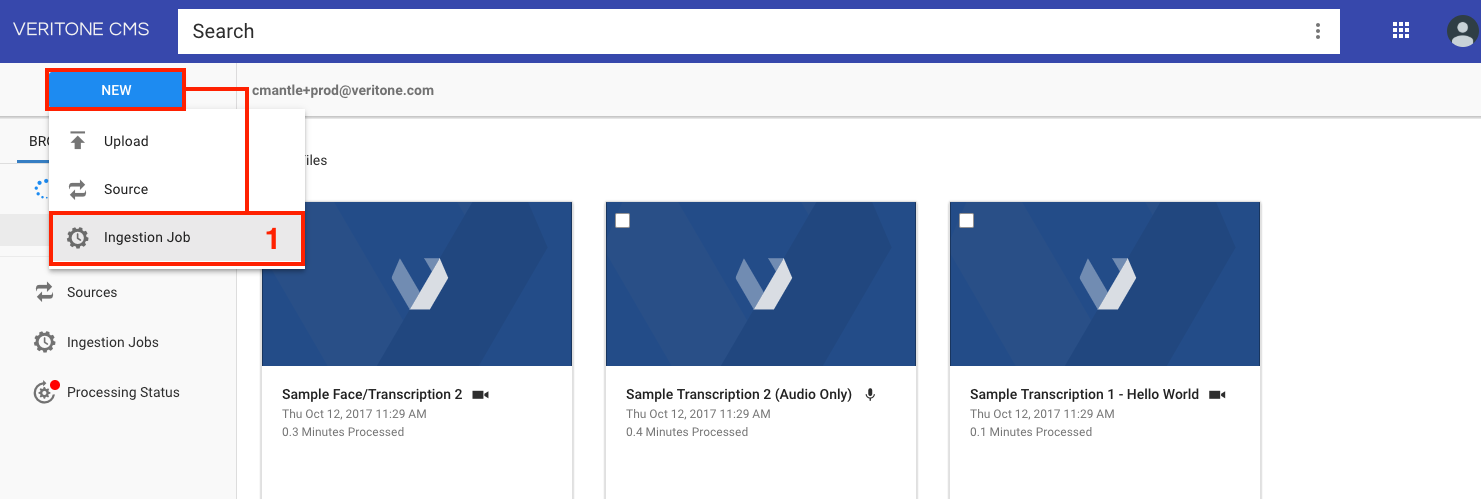 VERITONE CMS
Search
NEW
cmantle+prod@veritone.com
Upload
Source
Ingestion Job 1
Sources
Ingestion Jobs
Processing Status
Sample Face/Transcription 2
Thu Oct 12, 2017 11:29 AM
0.3 Minutes Processed
Sample Transcription 2 (Audio Only)
Thu Oct 12, 2017 11:29 AM
0.4 Minutes Processed
Sample Transcription 1 - Hello World
Thu Oct 12, 2017 11:29 AM
0.1 Minutes Processed